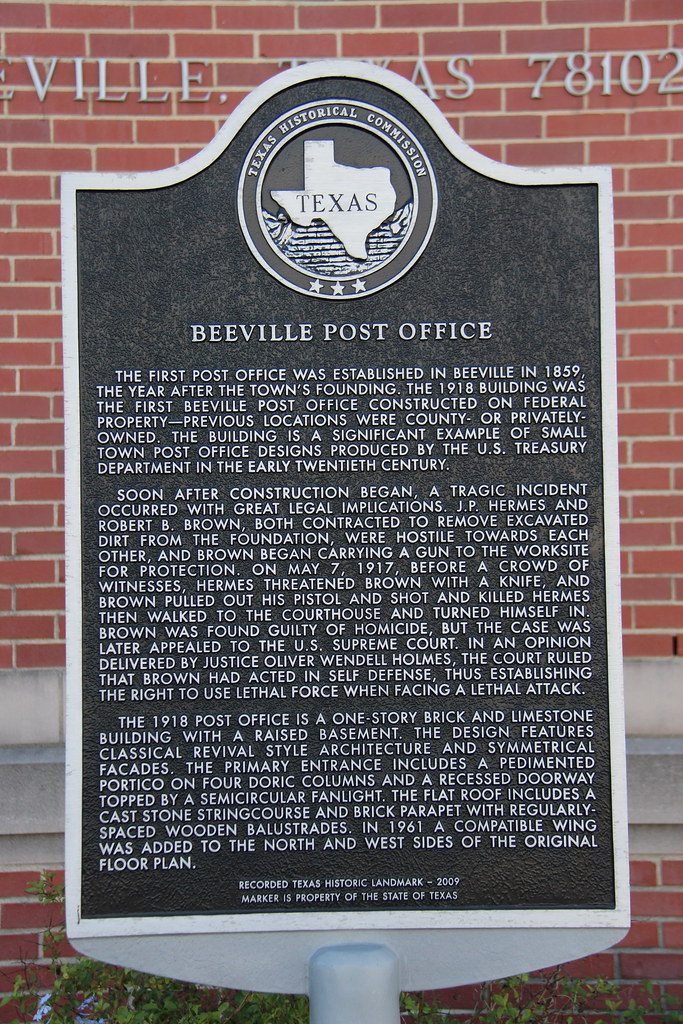 EVILLE, TEXAS 78102
TEXAS HISTORICAL COMMISSION
TEXAS
BEEVILLE POST OFFICE
THE FIRST POST OFFICE WAS ESTABLISHED IN BEEVILLE IN 1859,
THE YEAR AFTER THE TOWN'S FOUNDING. THE 1918 BUILDING WAS
THE FIRST BEEVILLE POST OFFICE CONSTRUCTED ON FEDERAL
PROPERTY—PREVIOUS LOCATIONS WERE COUNTY- OR PRIVATELY-
OWNED. THE BUILDING IS A SIGNIFICANT EXAMPLE OF SMALL
TOWN POST OFFICE DESIGNS PRODUCED BY THE U.S. TREASURY
DEPARTMENT IN THE EARLY TWENTIETH CENTURY.
SOON AFTER CONSTRUCTION BEGAN, A TRAGIC INCIDENT
OCCURRED WITH GREAT LEGAL IMPLICATIONS. J.P. HERMES AND
ROBERT B. BROWN, BOTH CONTRACTED TO REMOVE EXCAVATED
DIRT FROM THE FOUNDATION, WERE HOSTILE TOWARDS EACH
OTHER, AND BROWN BEGAN CARRYING A GUN TO THE WORKSITE
FOR PROTECTION. ON MAY 7, 1917, BEFORE A CROWD OF
WITNESSES, HERMES THREATENED BROWN WITH A KNIFE, AND
BROWN PULLED OUT HIS PISTOL AND SHOT AND KILLED HERMES
THEN WALKED TO THE COURTHOUSE AND TURNED HIMSELF IN.
BROWN WAS FOUND GUILTY OF HOMICIDE, BUT THE CASE WAS
LATER APPEALED TO THE U.S. SUPREME COURT. IN AN OPINION
DELIVERED BY JUSTICE OLIVER WENDELL HOLMES, THE COURT RULED
THAT BROWN HAD ACTED IN SELF DEFENSE, THUS ESTABLISHING
THE RIGHT TO USE LETHAL FORCE WHEN FACING A LETHAL ATTACK.
THE 1918 POST OFFICE IS A ONE-STORY BRICK AND LIMESTONE
BUILDING WITH A RAISED BASEMENT. THE DESIGN FEATURES
CLASSICAL REVIVAL STYLE ARCHITECTURE AND SYMMETRICAL
FACADES. THE PRIMARY ENTRANCE INCLUDES A PEDIMENTED
PORTICO ON FOUR DORIC COLUMNS AND A RECESSED DOORWAY
TOPPED BY A SEMICIRCULAR FANLIGHT. THE FLAT ROOF INCLUDES A
CAST STONE STRINGCOURSE AND BRICK PARAPET WITH REGULARLY-
SPACED WOODEN BALUSTRADES. IN 1961 A COMPATIBLE WING
WAS ADDED TO THE NORTH AND WEST SIDES OF THE ORIGINAL
FLOOR PLAN.
RECORDED TEXAS HISTORIC LANDMARK – 2009
MARKER IS PROPERTY OF THE STATE OF TEXAS